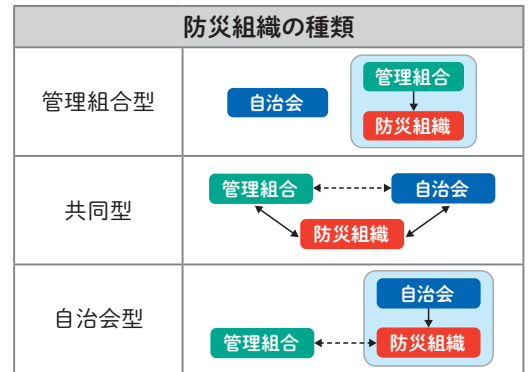 防災組織の種類
管理組合型
自治会
管理組合
防災組織
共同型
管理組合
自治会
防災組織
自治会型
自治会
管理組合
防災組織